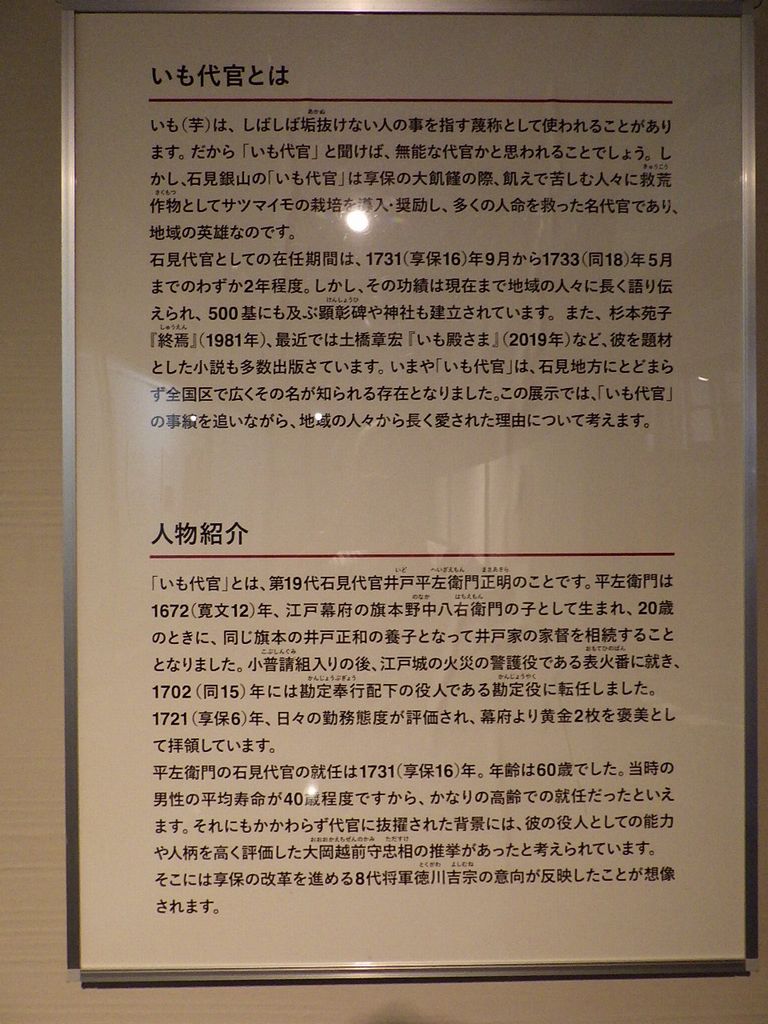 いも代官とは
いも(芋)は、しばしば垢抜けない人の事を指す蔑称として使われることがあり
ます。だから「いも代官」と聞けば、無能な代官かと思われることでしょう。し
かし、石見銀山の「いも代官」は享保の大飢饉の際、飢えで苦しむ人々に救荒
作物としてサツマイモの栽培を導入・奨励し、多くの人命を救った名代官であり、
地域の英雄なのです。
石見代官としての在任期間は、1731(享保16)年9月から1733(同18)年5月
までのわずか2年程度。しかし、その功績は現在まで地域の人々に長く語り伝
えられ、500基にも及ぶ顕彰碑や神社も建立されています。また、杉本苑子
『終焉』(1981年)、最近では土橋章宏『いも殿さま』(2019年)など、彼を題材
とした小説も多数出版さています。いまや「いも代官」は、石見地方にとどまら
ず全国区で広くその名が知られる存在となりました。この展示では、「いも代官」
の事績を追いながら、地域の人々から長く愛された理由について考えます。
人物紹介
「いも代官」とは、第19代石見代官井戸平左衛門正明のことです。平左衛門は
1672(寛文12)年、江戸幕府の旗本野中八右衛門の子として生まれ、20歳
のときに、同じ旗本の井戸正和の養子となって井戸家の家督を相続すること
となりました。小普請組入りの後、江戸城の火災の警護役である表火番に就き、
1702(同15)年には勘定奉行配下の役人である勘定役に転任しました。
1721(享保6)年、日々の勤務態度が評価され、幕府より黄金2枚を褒美とし
て拝領しています。
平左衛門の石見代官の就任は1731(享保16)年。年齢は60歳でした。当時の
男性の平均寿命が40歳程度ですから、かなりの高齢での就任だったといえ
ます。それにもかかわらず代官に抜擢された背景には、彼の役人としての能力
や人柄を高く評価した大岡越前守忠相の推挙があったと考えられています。
そこには享保の改革を進める8代将軍徳川吉宗の意向が反映したことが想像
されます。